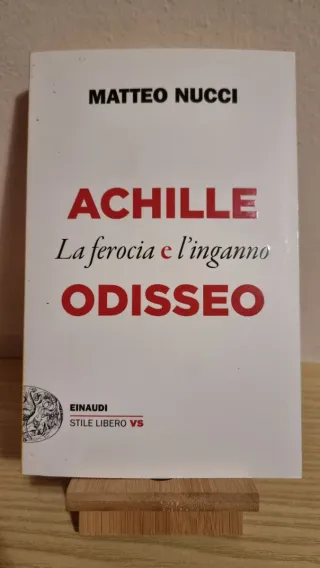 MATTEO NUCCI
ACHILLE
La ferocia e l'inganno
ODISSEO
EINAUDI
STILE LIBERO VS